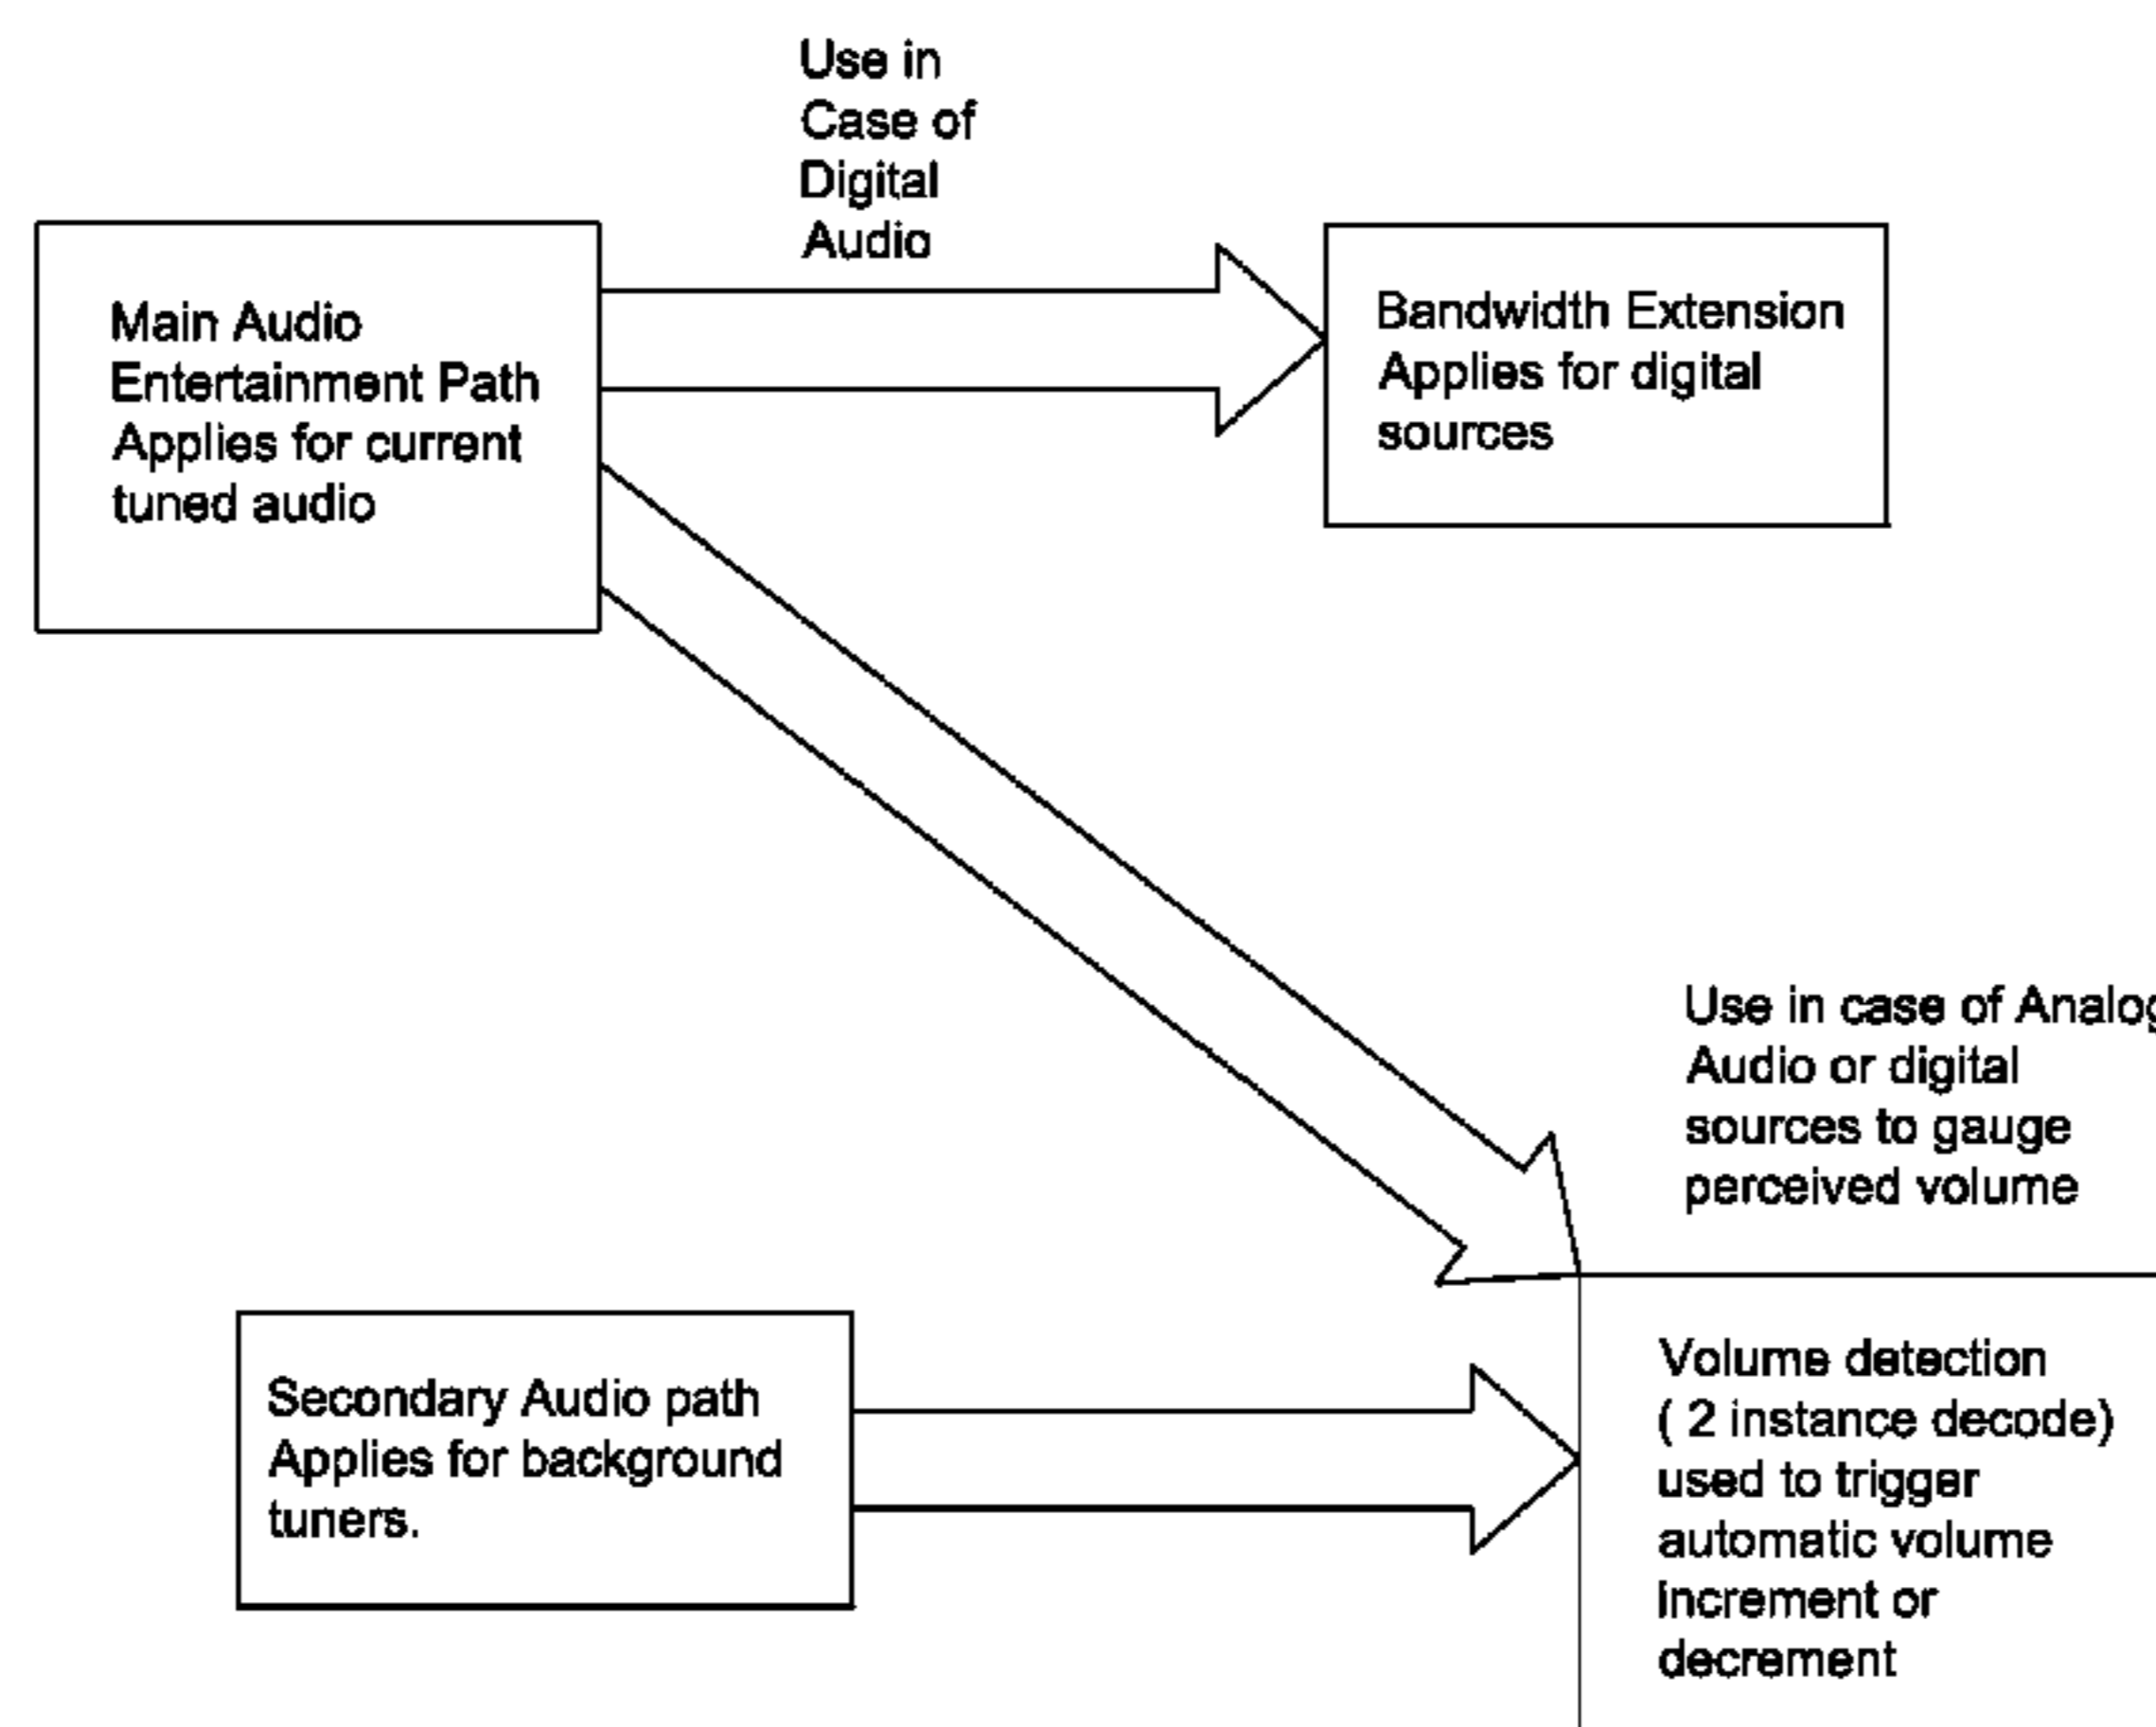 Use in
Case of
Digital
Audio
Main Audio
Entertainment Path
Applies for current
tuned audio
Bandwidth Extension
Applies for digital
sources
Use in case of Analog
Audio or digital
sources to gauge
perceived volume
Secondary Audio path
Applies for background
tuners.
Volume detection
( 2 instance decode)
used to trigger
automatic volume
increment or
decrement